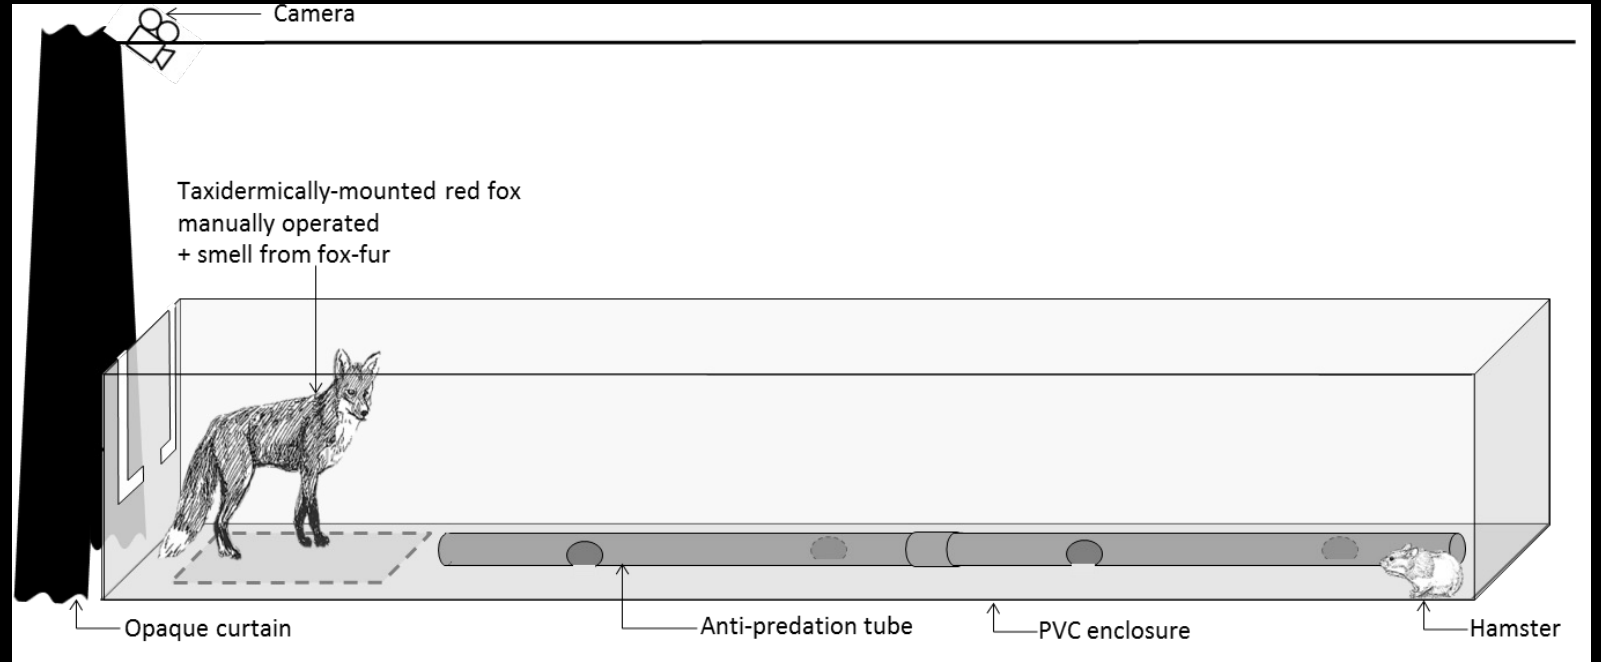 Camera
Taxidermically-mounted red fox
manually operated
+ smell from fox-fur
Opaque curtain
Anti-predation tube
PVC enclosure
Hamster